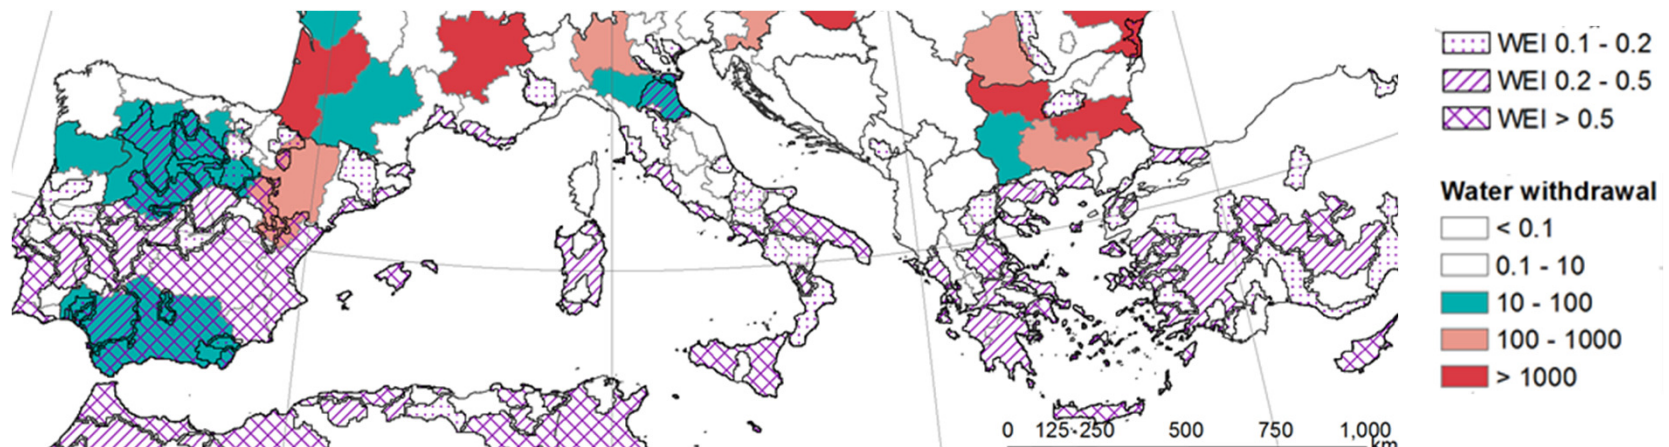 WEI 0.1 - 0.2
WEI 0.2 - 0.5
WEI > 0.5
Water withdrawal
< 0.1
0.1 - 10
10 - 100
100 - 1000
> 1000
0 125 250 500 750 1,000
km